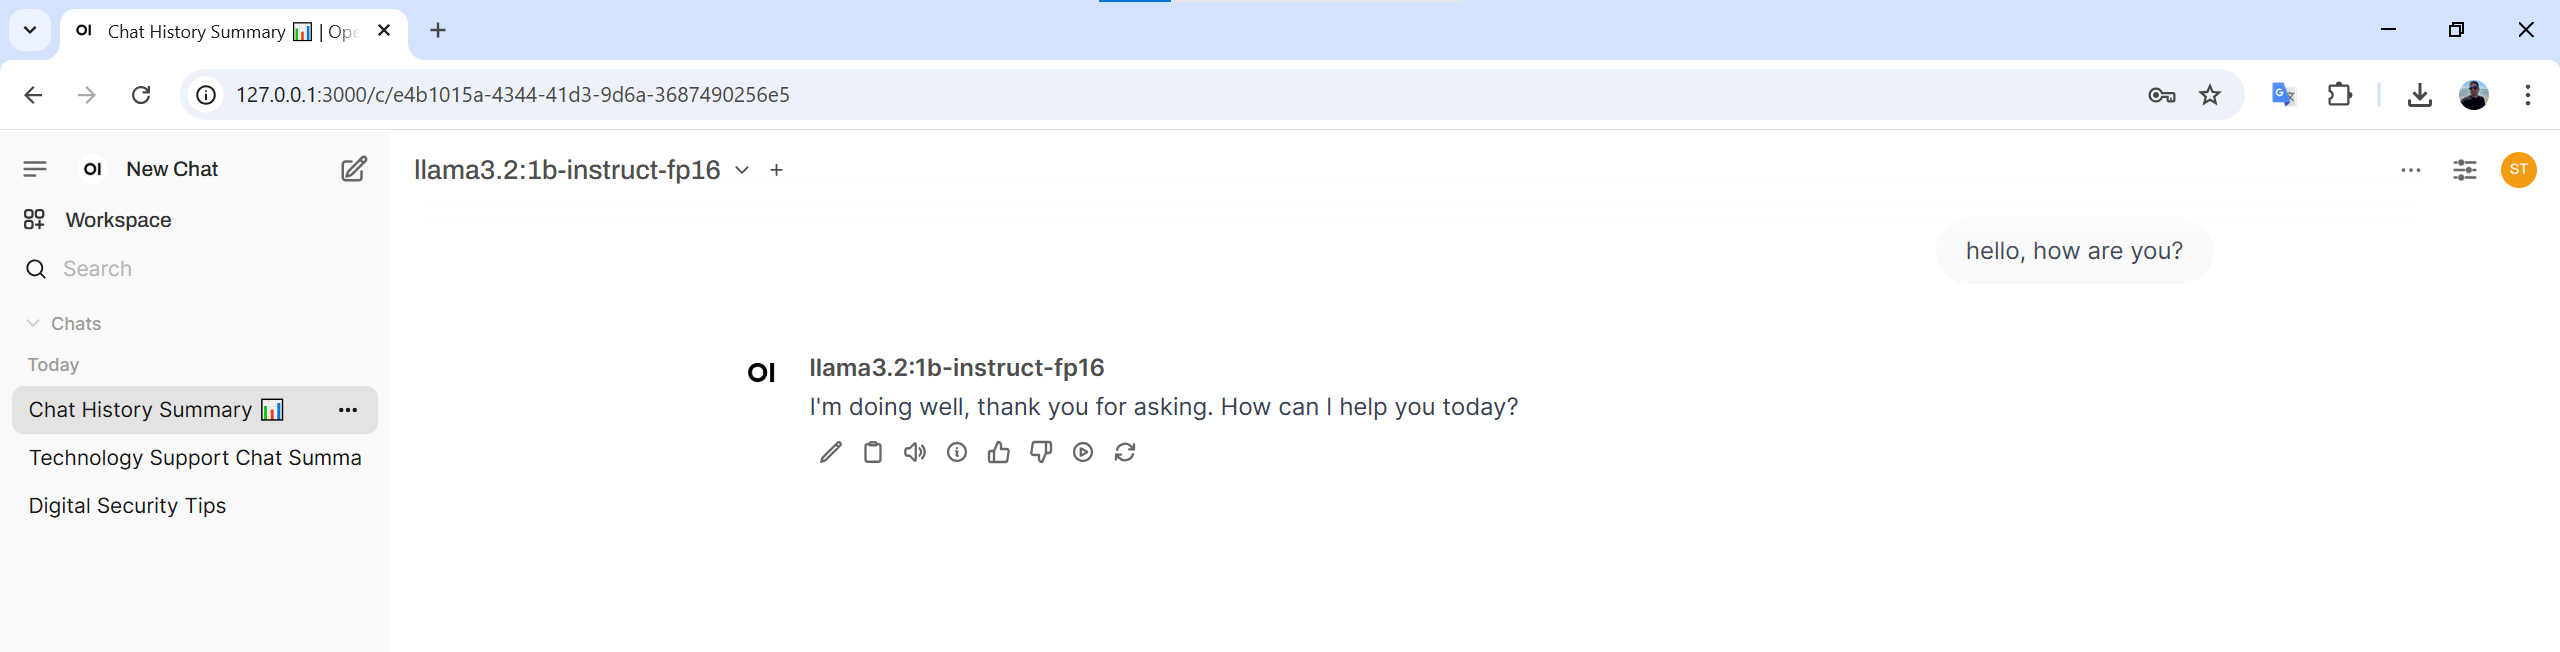 OI Chat History Summary 📊 | Ope
127.0.0.1:3000/c/e4b1015a-4344-41d3-9d6a-3687490256e5
OI New Chat
Workspace
Search
Chats
Today
Chat History Summary 📊
Technology Support Chat Summa
Digital Security Tips
llama3.2:1b-instruct-fp16
ST
hello, how are you?
OI llama3.2:1b-instruct-fp16
I'm doing well, thank you for asking. How can I help you today?